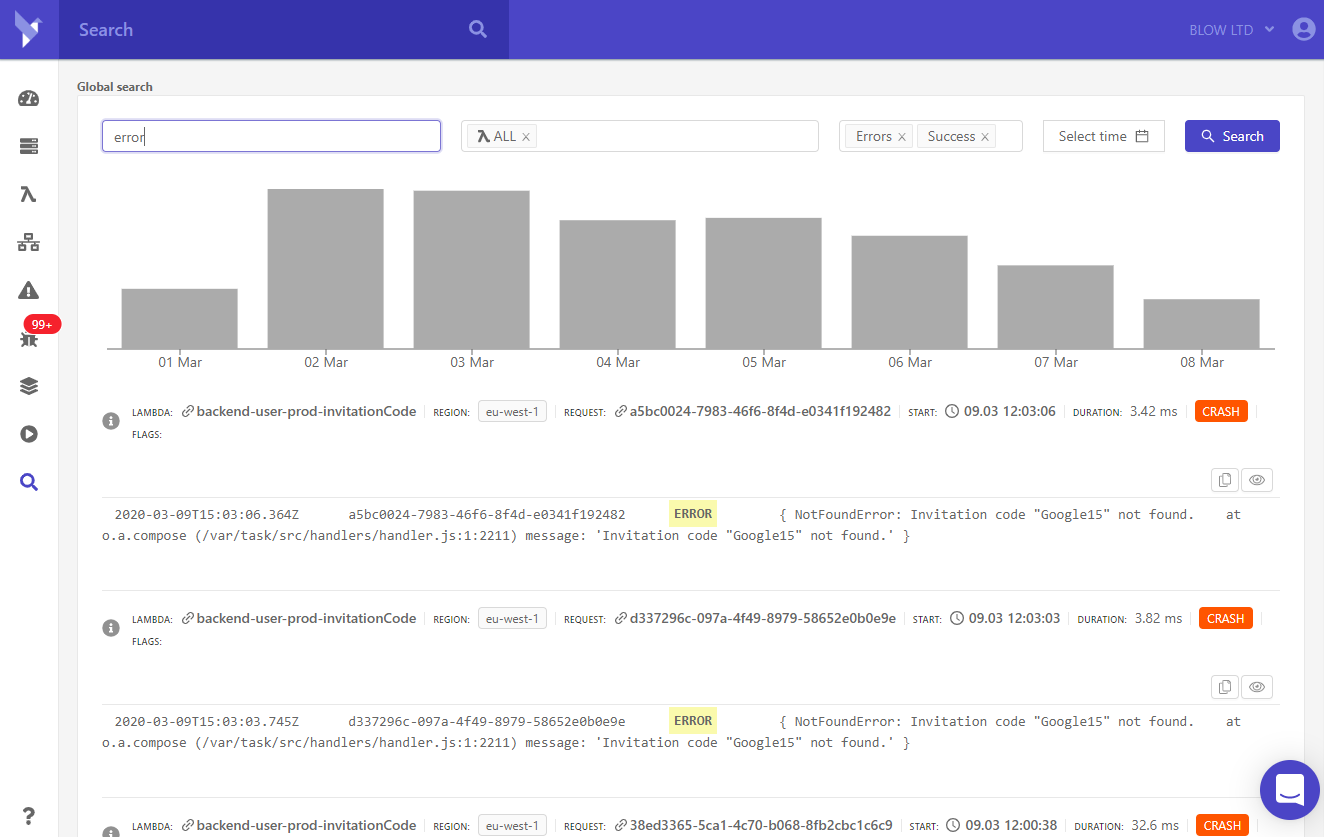 Search
BLOW LTD
Global search
error
ALL
Errors Success
Select time
Search
01 Mar 02 Mar 03 Mar 04 Mar 05 Mar 06 Mar 07 Mar 08 Mar
99+
LAMBDA: backend-user-prod-invitationCode REGION: eu-west-1 REQUEST: a5bc0024-7983-46f6-8f4d-e0341f192482 START: 09.03 12:03:06 DURATION: 3.42 ms CRASH
FLAGS:
2020-03-09T15:03:06.364Z a5bc0024-7983-46f6-8f4d-e0341f192482 ERROR { NotFoundError: Invitation code "Google15" not found. at
o.a.compose (/var/task/src/handlers/handler.js:1:2211) message: 'Invitation code "Google15" not found.' }
LAMBDA: backend-user-prod-invitationCode REGION: eu-west-1 REQUEST: d337296c-097a-4f49-8979-58652e0b0e9e START: 09.03 12:03:03 DURATION: 3.82 ms CRASH
FLAGS:
2020-03-09T15:03:03.745Z d337296c-097a-4f49-8979-58652e0b0e9e ERROR { NotFoundError: Invitation code "Google15" not found. at
o.a.compose (/var/task/src/handlers/handler.js:1:2211) message: 'Invitation code "Google15" not found.' }
LAMBDA: backend-user-prod-invitationCode REGION: eu-west-1 REQUEST: 38ed3365-5ca1-4c70-b068-8fb2cbc1c6c9 START: 09.03 12:00:38 DURATION: 32.6 ms CRASH